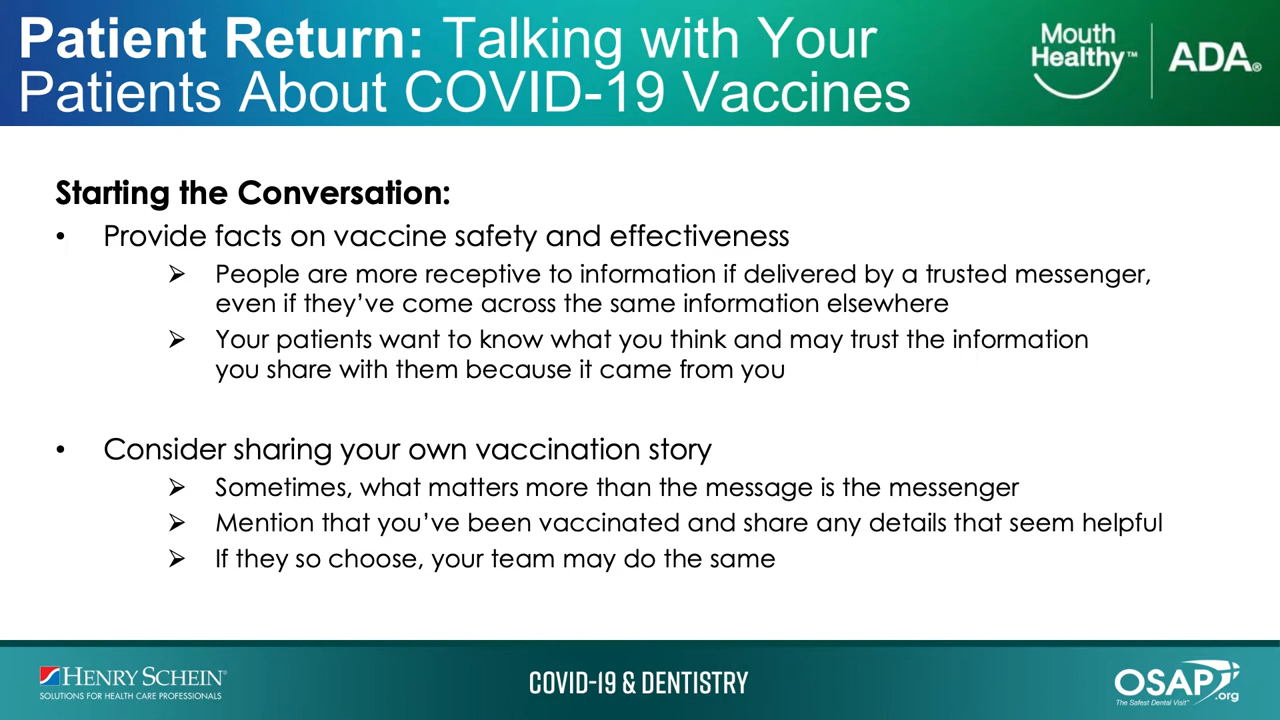 Patient Return: Talking with Your
Patients About COVID-19 Vaccines
Mouth
Healthy™
ADA®
Starting the Conversation:
• Provide facts on vaccine safety and effectiveness
➢ People are more receptive to information if delivered by a trusted messenger,
even if they’ve come across the same information elsewhere
➢ Your patients want to know what you think and may trust the information
you share with them because it came from you
• Consider sharing your own vaccination story
➢ Sometimes, what matters more than the message is the messenger
➢ Mention that you’ve been vaccinated and share any details that seem helpful
➢ If they so choose, your team may do the same
HENRY SCHEIN®
SOLUTIONS FOR HEALTH CARE PROFESSIONALS
COVID-19 & DENTISTRY
OSAP
.org
The Safest Dental Visit™